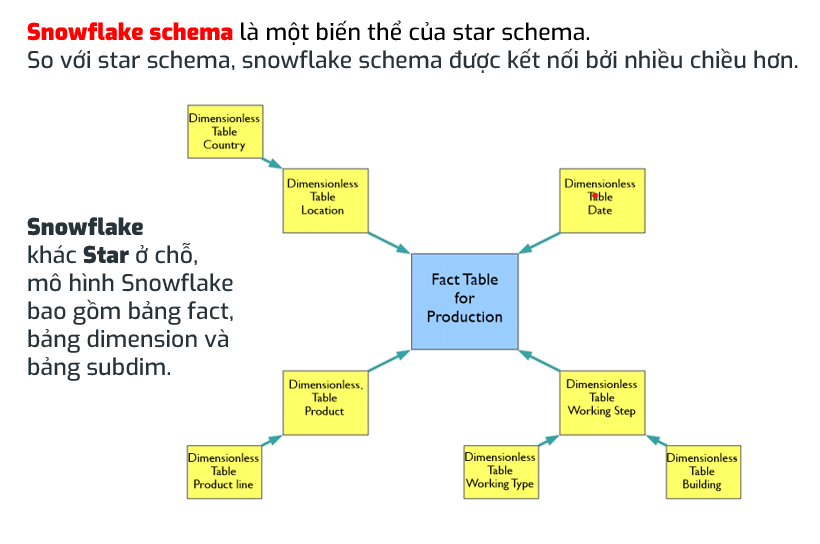 Snowflake schema là một biến thể của star schema.
So với star schema, snowflake schema được kết nối bởi nhiều chiều hơn.
Dimensionless
Table
Country
Dimensionless
Table
Location
Dimensionless
Table
Date
Snowflake
khác Star ở chỗ,
mô hình Snowflake
bao gồm bảng fact,
bảng dimension và
bảng subdim.
Fact Table
for
Production
Dimensionless,
Table
Product
Dimensionless
Table
Working Step
Dimensionless
Table
Product line
Dimensionless
Table
Working Type
Dimensionless
Table
Building